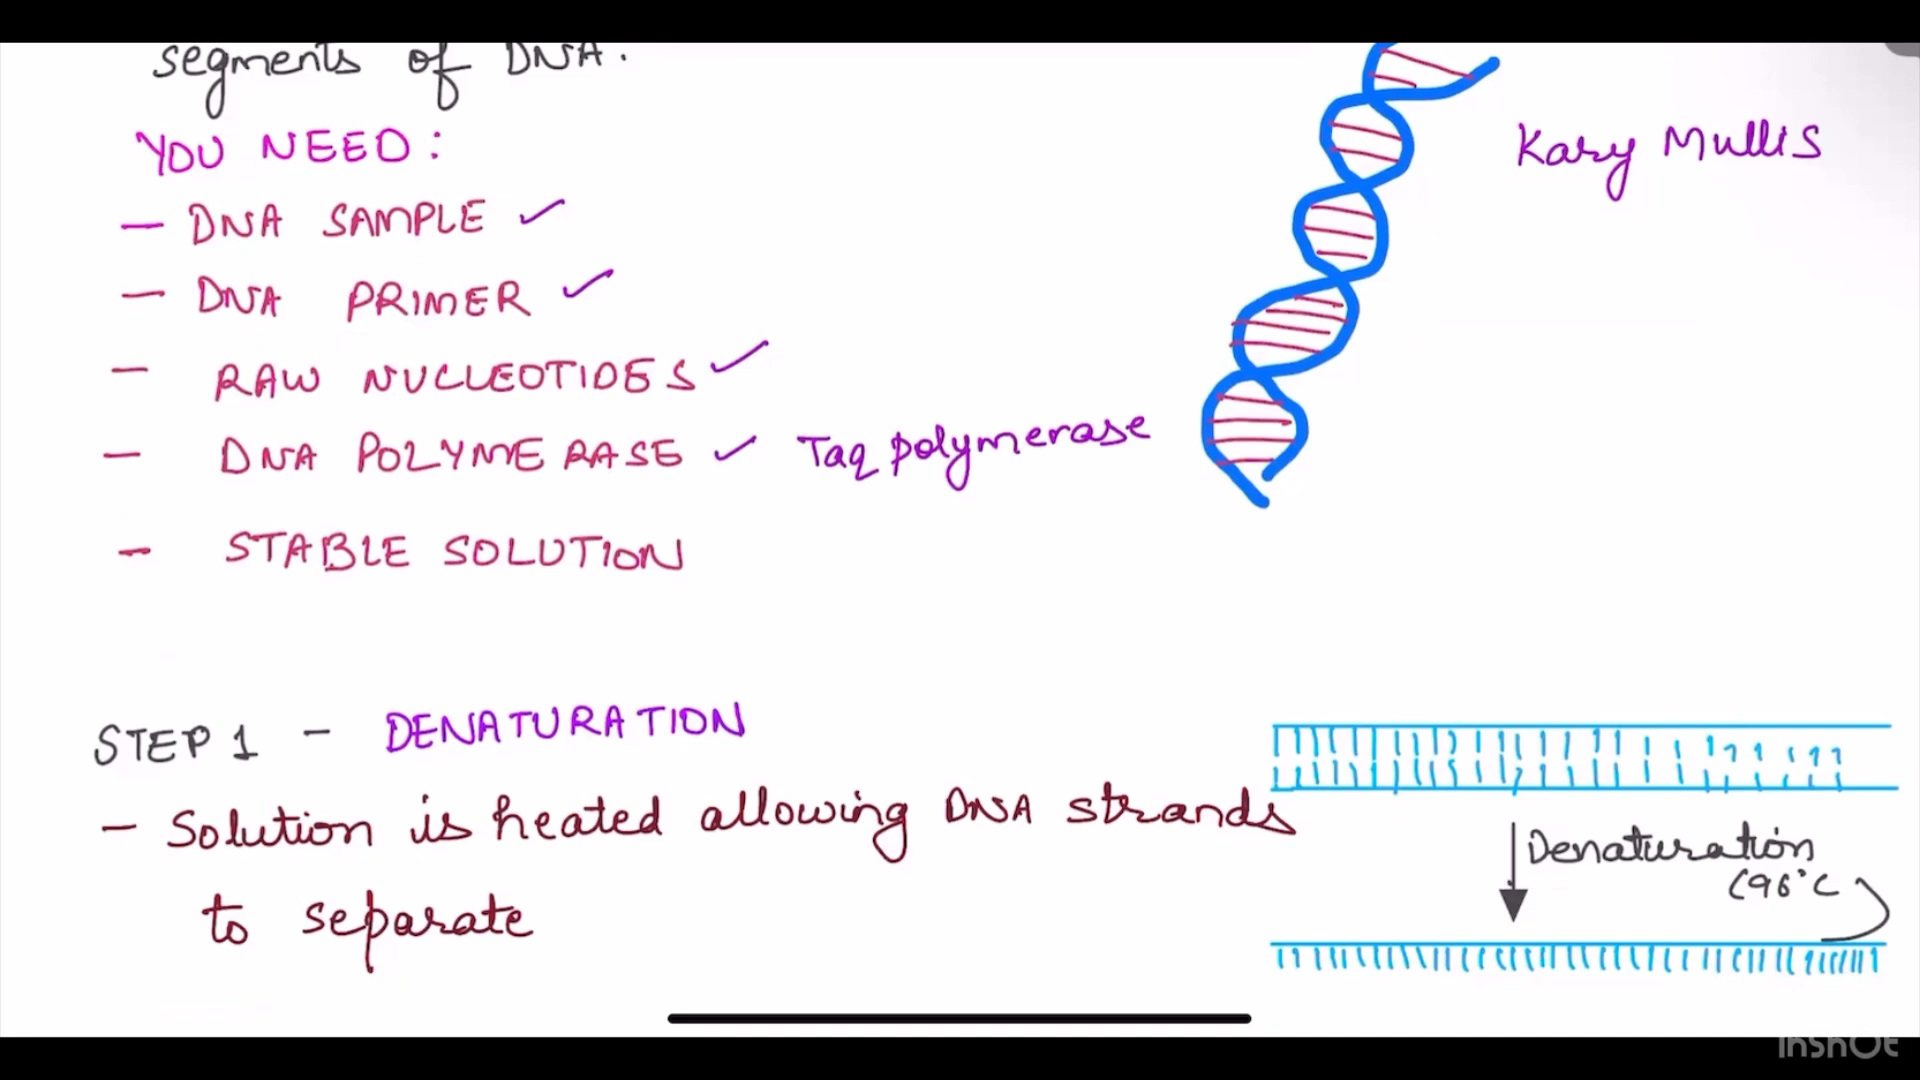 segments of DNA.
YOU NEED:
- DNA SAMPLE ✓
- DNA PRIMER ✓
- RAW NUCLEOTIDES ✓
- DNA POLYMERASE ✓ Taq polymerase
- STABLE SOLUTION
Kary Mullis
STEP 1 - DENATURATION
- Solution is heated allowing DNA strands
to separate
Denaturation
(96°C
InShOt